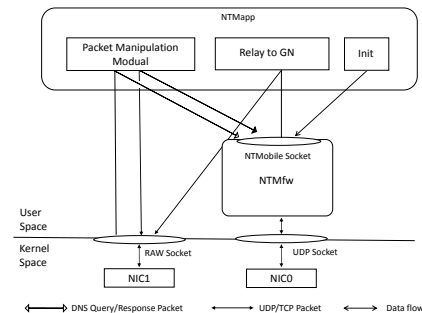 NTMapp
Packet Manipulation
Modual
Relay to GN
Init
NTMobile Socket
NTMfw
User
Space
Kernel
Space
RAW Socket
UDP Socket
NIC1
NIC0
DNS Query/Response Packet
UDP/TCP Packet
Data flow